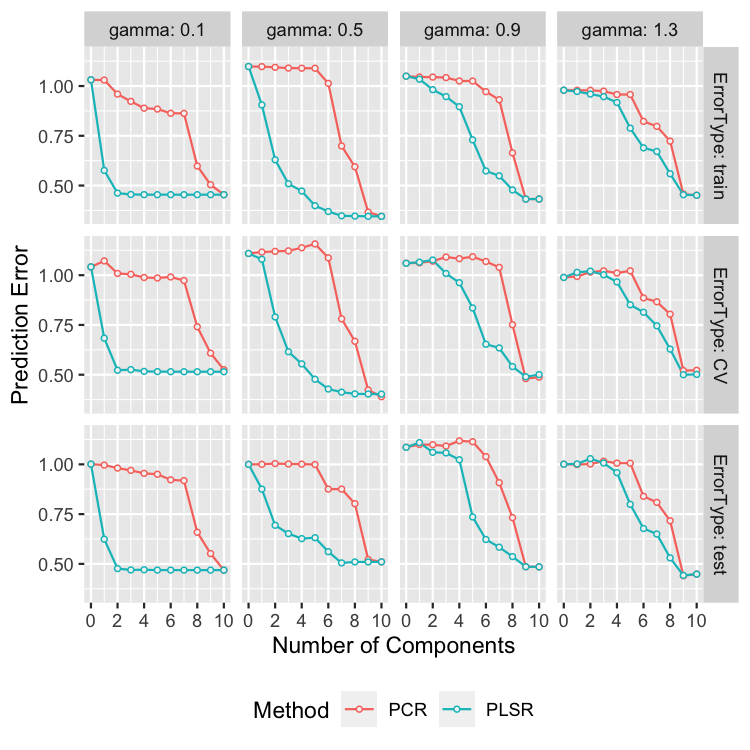 gamma: 0.1 gamma: 0.5 gamma: 0.9 gamma: 1.3
Prediction Error
1.00
0.75
0.50
ErrorType: train
1.00
0.75
0.50
ErrorType: CV
1.00
0.75
0.50
ErrorType: test
0 2 4 6 8 10 0 2 4 6 8 10 0 2 4 6 8 10 0 2 4 6 8 10
Number of Components
Method PCR PLSR